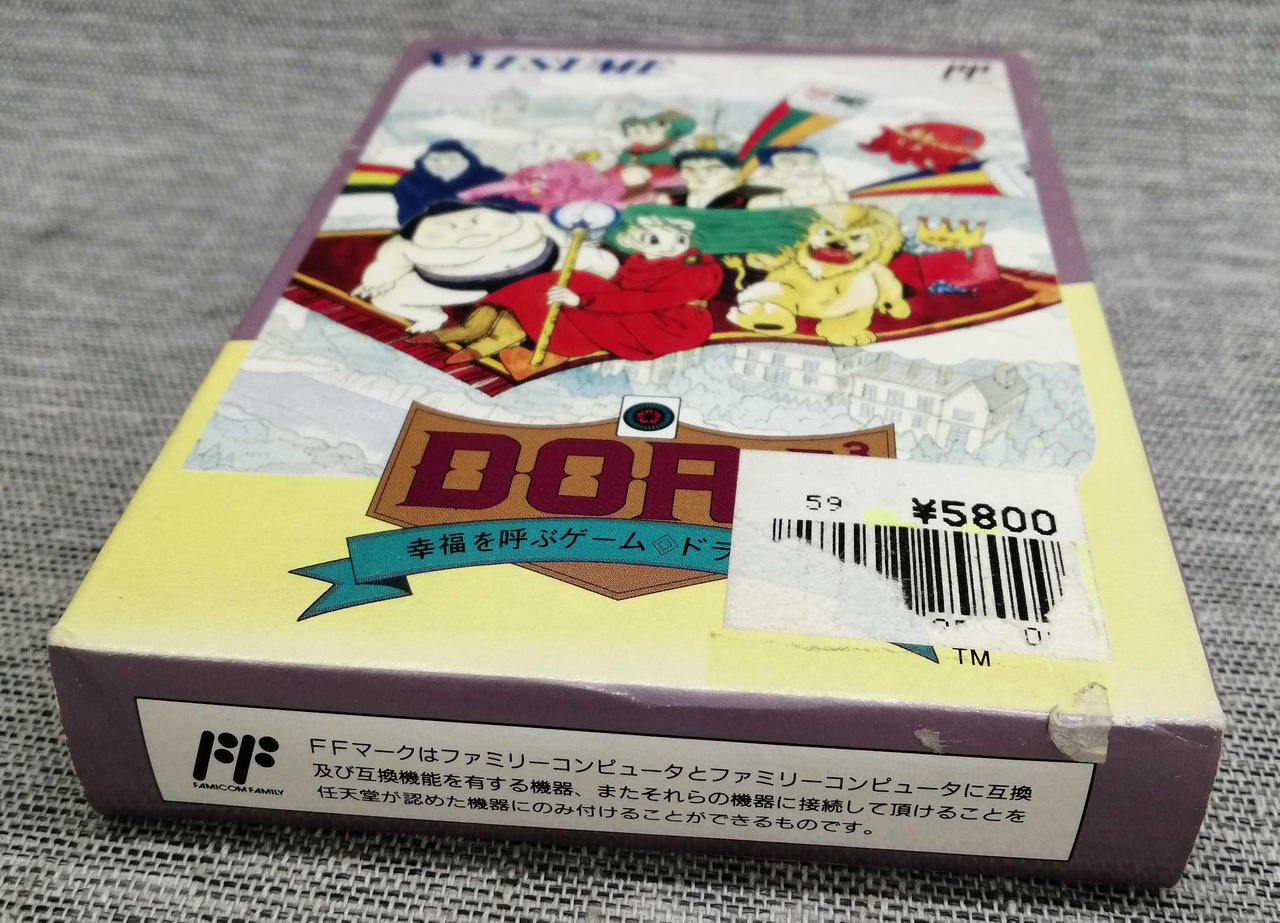 NATSUME
FF
DOR
3
幸福を呼ぶゲーム◇ドラ
59
¥5800
TM
FF
FAMICOM FAMILY
FFマークはファミリーコンピュータとファミリーコンピュータに互換
及び互換機能を有する機器、またそれらの機器に接続して頂けることを
任天堂が認めた機器にのみ付けることができるものです。